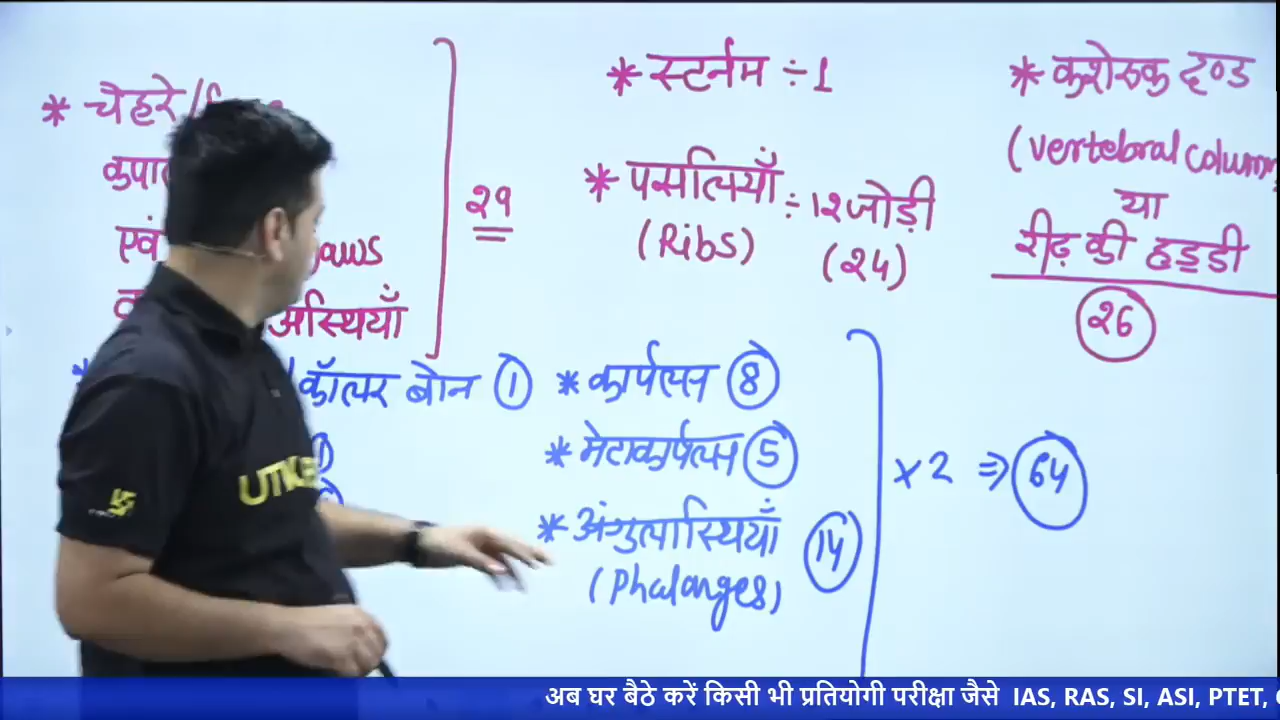 * चेहरे/
कपा
एवं Jaws
अस्थियाँ
29
* स्टर्नम ÷ 1
* पसलियाँ ÷ 12 जोड़ी
(Ribs) (24)
* कशेरुक दण्ड
(vertebral column
या
रीढ़ की हड्डी
26
कॉलर बोन 1
* कार्पल्स 8
* मेटाकार्पल्स 5
* अंगुलास्थियाँ 14
(Phalanges)
× 2 ⇒ 64
UTK
अब घर बैठे करें किसी भी प्रतियोगी परीक्षा जैसे IAS, RAS, SI, ASI, PTET,